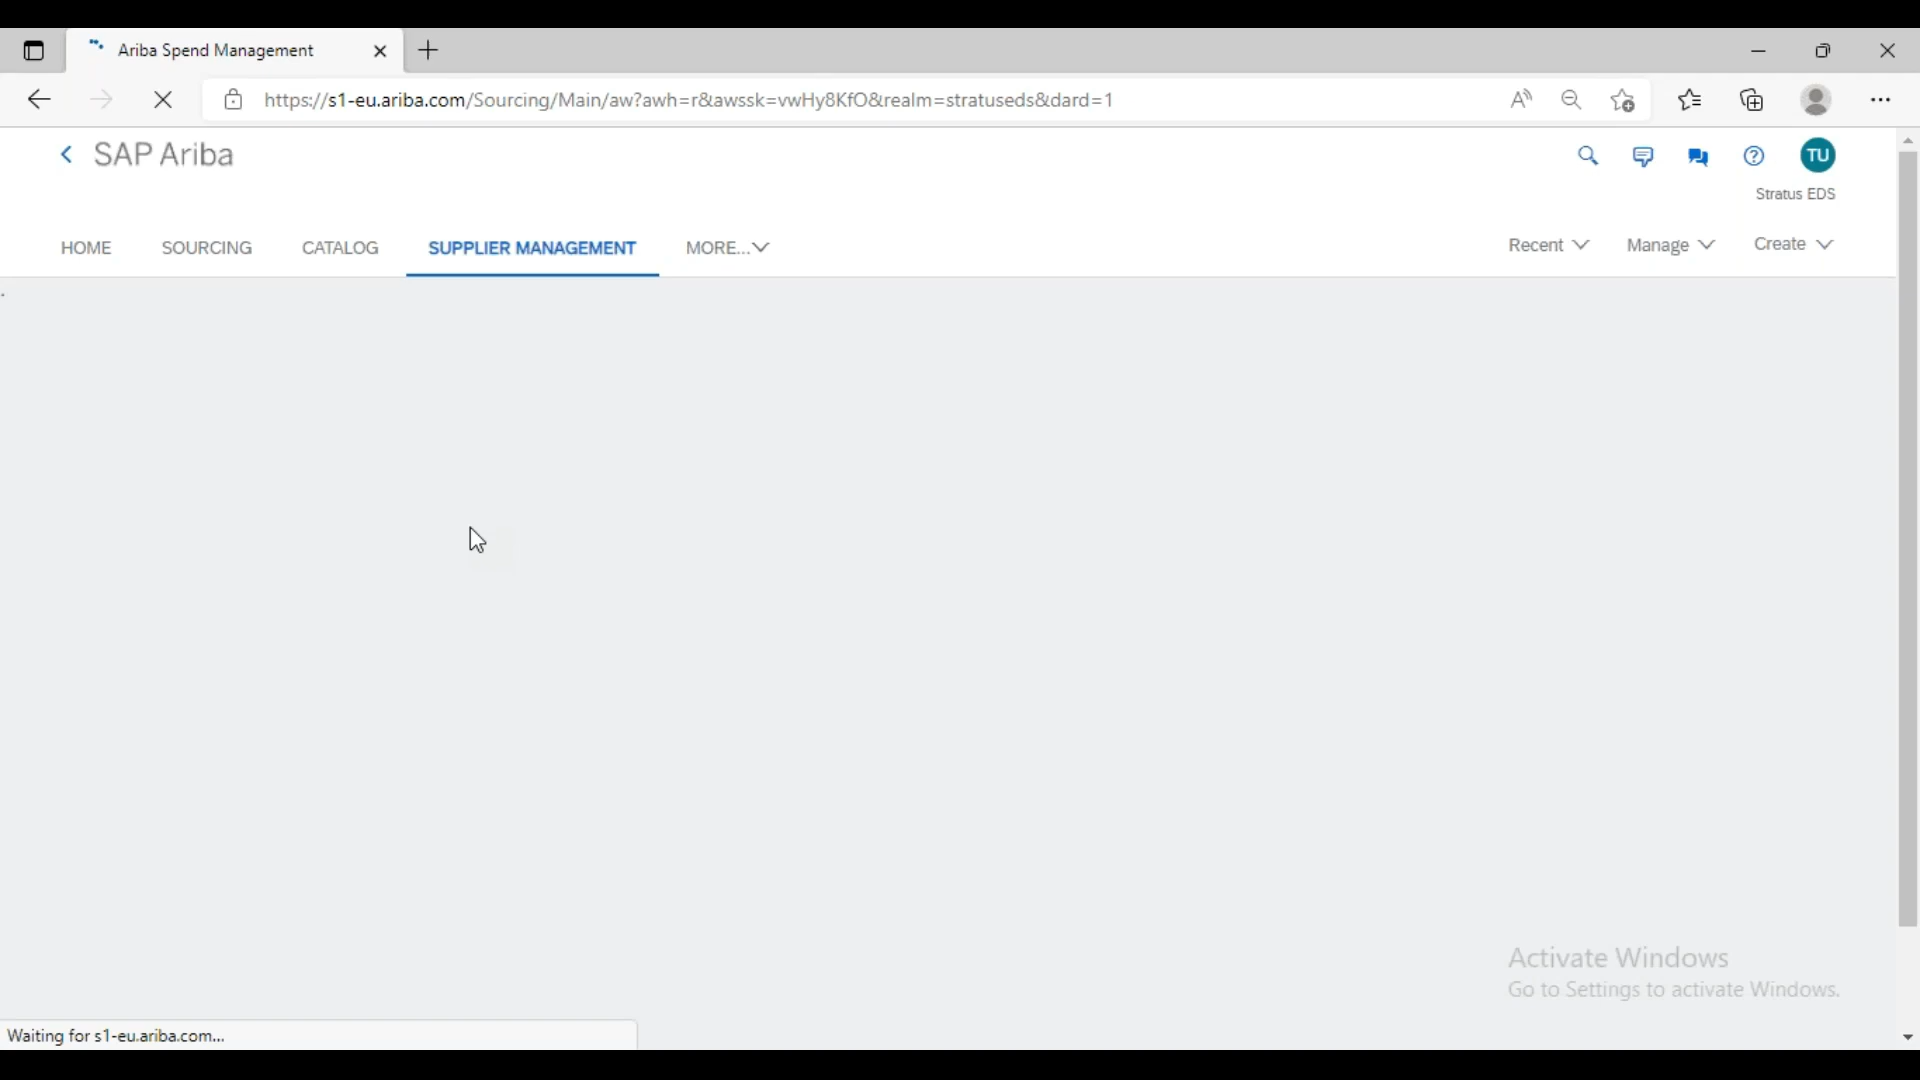 Ariba Spend Management
https://s1-eu.ariba.com/Sourcing/Main/aw?awh=r&awssk=vwHy8KfO&realm=stratuseds&dard=1
SAP Ariba
TU
Stratus EDS
HOME SOURCING CATALOG SUPPLIER MANAGEMENT MORE... Recent Manage Create
Activate Windows
Go to Settings to activate Windows.
Waiting for s1-eu.ariba.com...